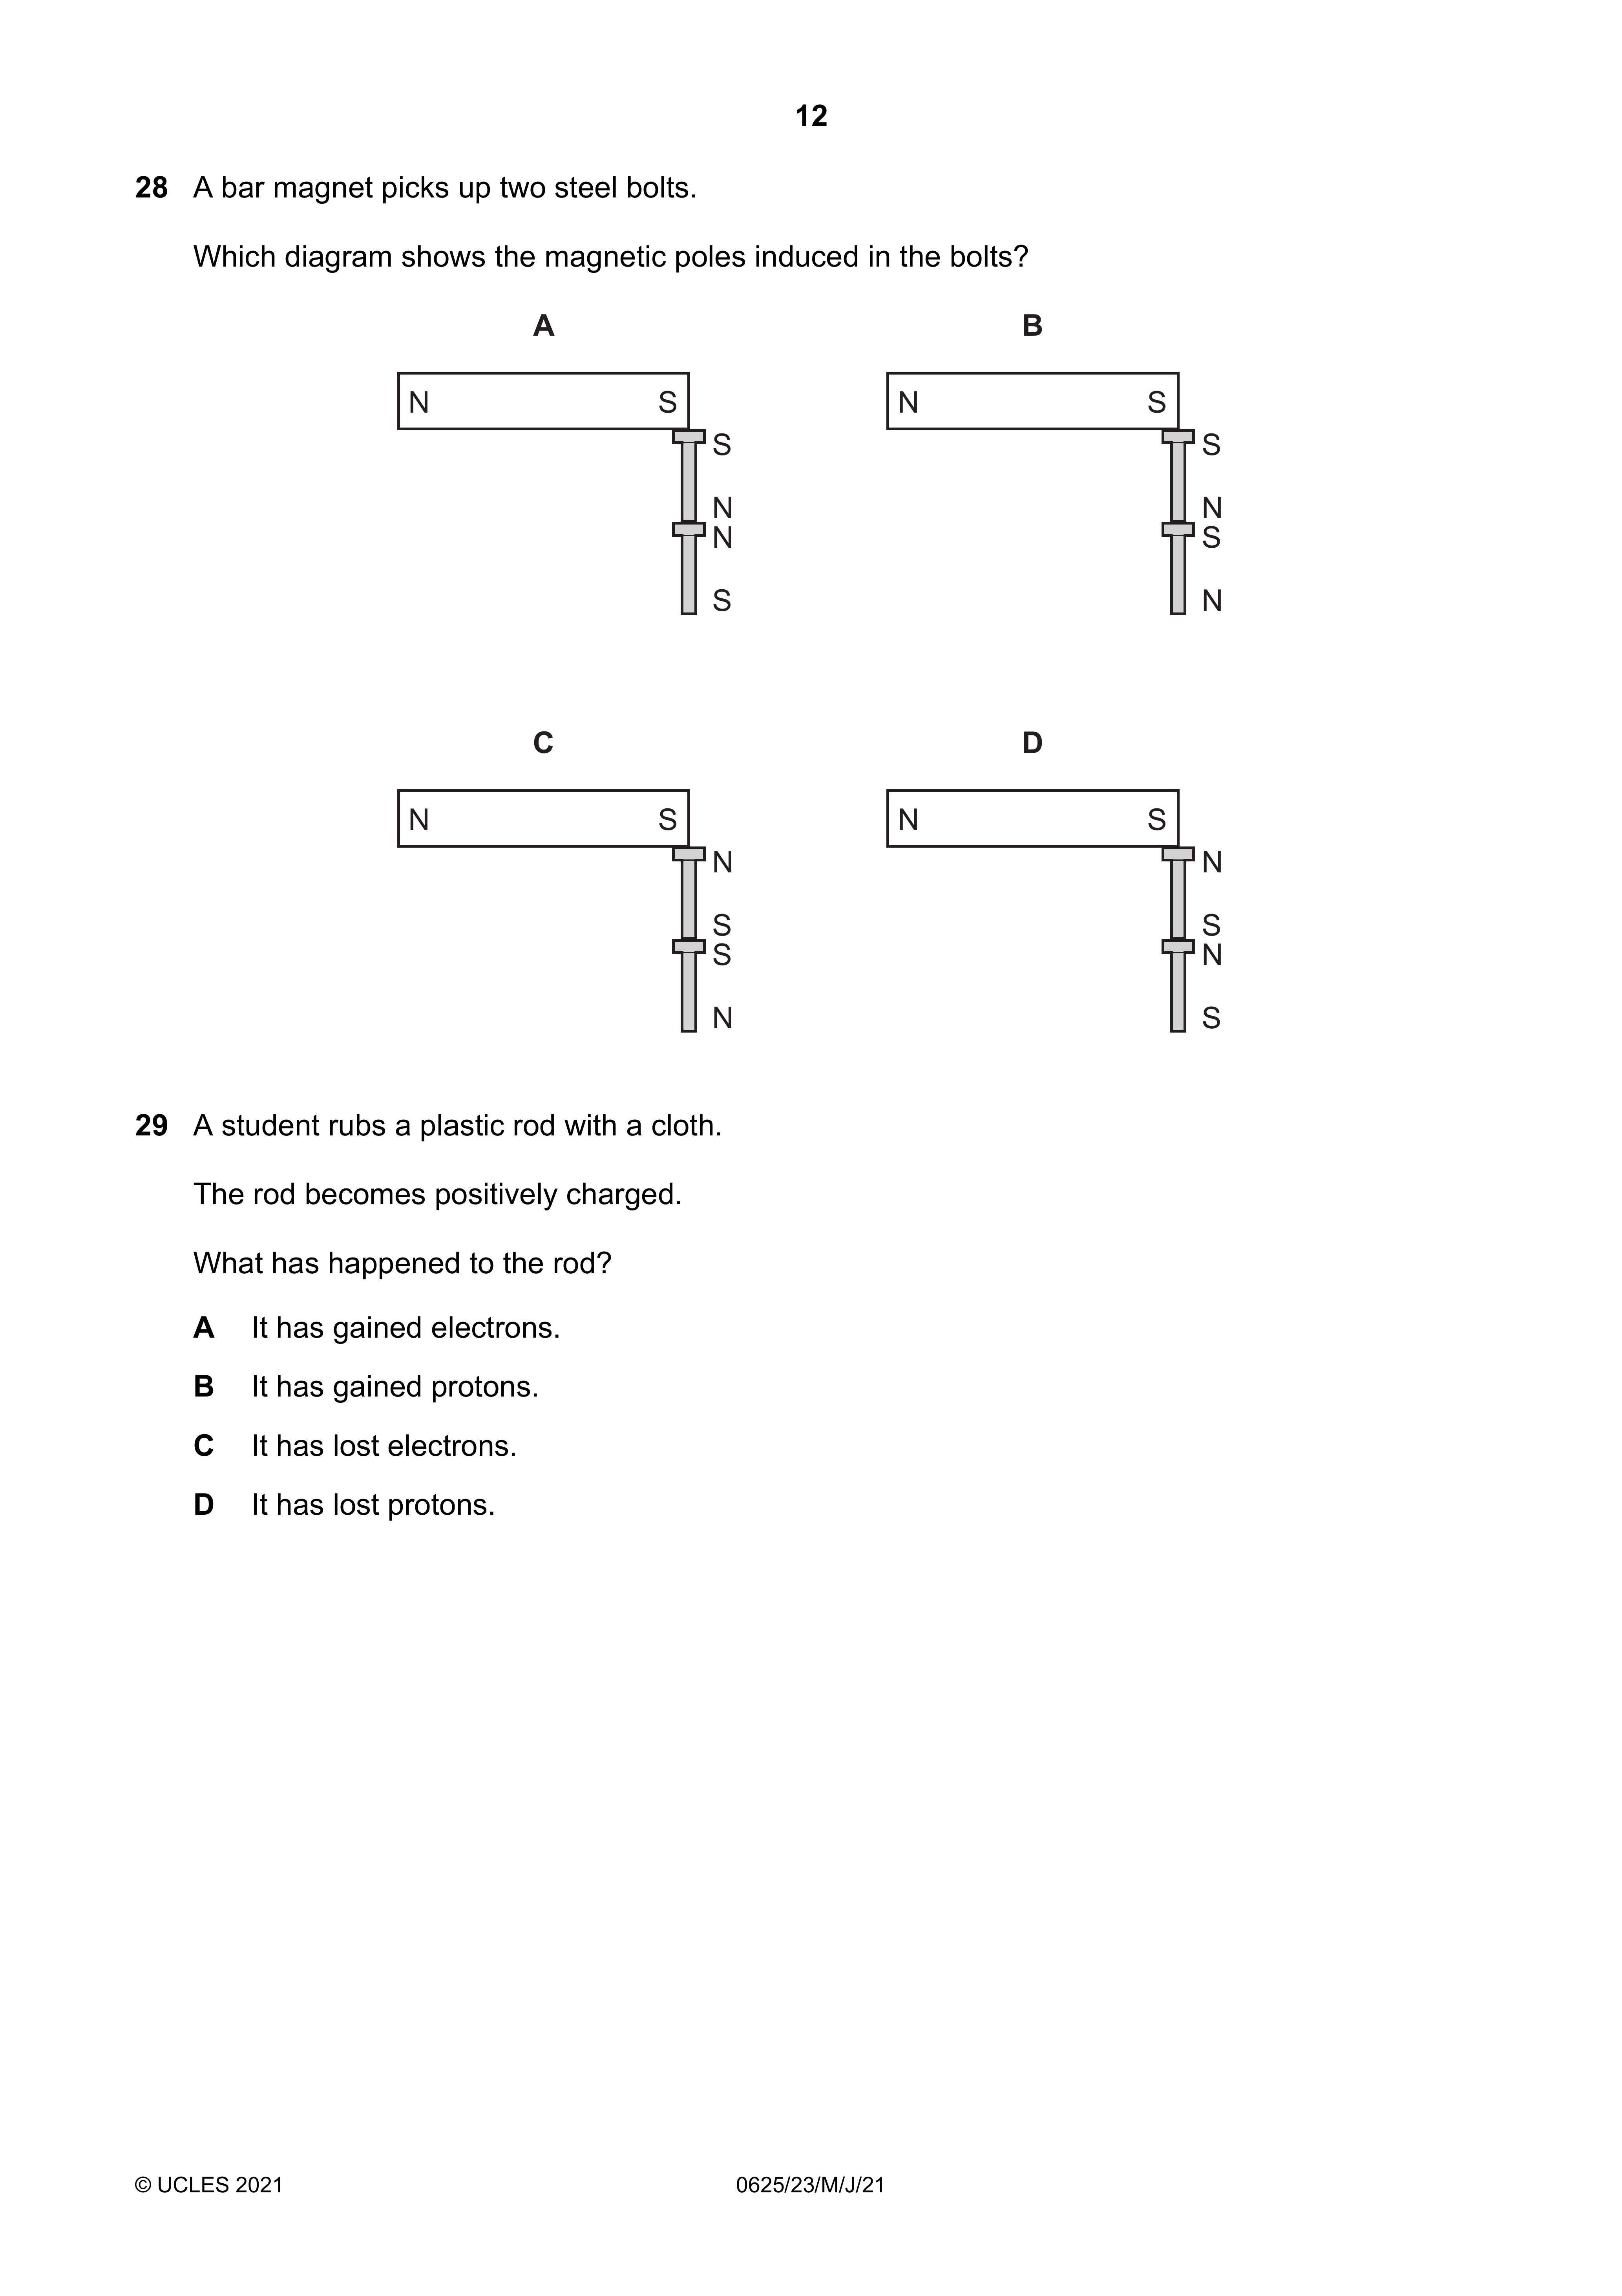 12
28 A bar magnet picks up two steel bolts.
Which diagram shows the magnetic poles induced in the bolts?
A B
N S N S
S S
N N
N S
S N
C D
N S N S
N N
S S
S N
N S
29 A student rubs a plastic rod with a cloth.
The rod becomes positively charged.
What has happened to the rod?
A It has gained electrons.
B It has gained protons.
C It has lost electrons.
D It has lost protons.
© UCLES 2021 0625/23/M/J/21